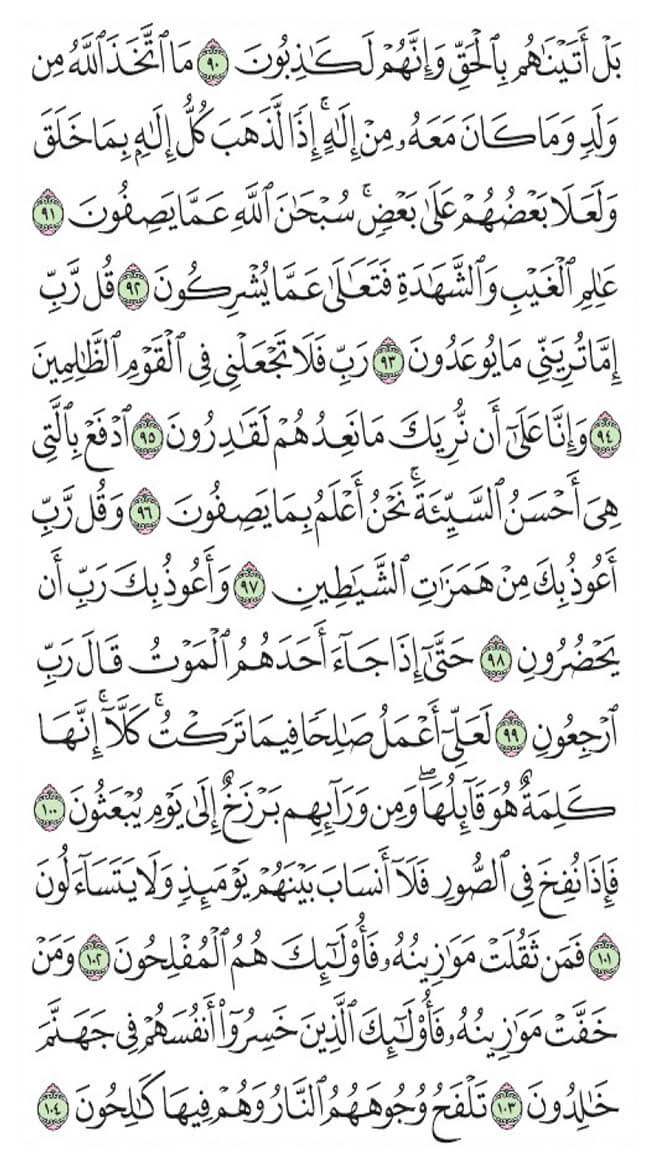 بَلْ أَتَيْنَٰهُم بِٱلْحَقِّ وَإِنَّهُمْ لَكَٰذِبُونَ ٩٠ مَا ٱتَّخَذَ ٱللَّهُ مِن
وَلَدٍ وَمَا كَانَ مَعَهُۥ مِنْ إِلَٰهٍ ۚ إِذًا لَّذَهَبَ كُلُّ إِلَٰهٍۭ بِمَا خَلَقَ
وَلَعَلَا بَعْضُهُمْ عَلَىٰ بَعْضٍ ۚ سُبْحَٰنَ ٱللَّهِ عَمَّا يَصِفُونَ ٩١
عَٰلِمِ ٱلْغَيْبِ وَٱلشَّهَٰدَةِ فَتَعَٰلَىٰ عَمَّا يُشْرِكُونَ ٩٢ قُل رَّبِّ
إِمَّا تُرِيَنِّي مَا يُوعَدُونَ ٩٣ رَبِّ فَلَا تَجْعَلْنِي فِي ٱلْقَوْمِ ٱلظَّٰلِمِينَ
٩٤ وَإِنَّا عَلَىٰٓ أَن نُّرِيَكَ مَا نَعِدُهُمْ لَقَٰدِرُونَ ٩٥ ٱدْفَعْ بِٱلَّتِي
هِيَ أَحْسَنُ ٱلسَّيِّئَةَ ۚ نَحْنُ أَعْلَمُ بِمَا يَصِفُونَ ٩٦ وَقُل رَّبِّ
أَعُوذُ بِكَ مِنْ هَمَزَٰتِ ٱلشَّيَٰطِينِ ٩٧ وَأَعُوذُ بِكَ رَبِّ أَن
يَحْضُرُونِ ٩٨ حَتَّىٰٓ إِذَا جَآءَ أَحَدَهُمُ ٱلْمَوْتُ قَالَ رَبِّ
ٱرْجِعُونِ ٩٩ لَعَلِّيٓ أَعْمَلُ صَٰلِحًا فِيمَا تَرَكْتُ ۚ كَلَّآ ۚ إِنَّهَا
كَلِمَةٌ هُوَ قَآئِلُهَا ۖ وَمِن وَرَآئِهِم بَرْزَخٌ إِلَىٰ يَوْمِ يُبْعَثُونَ ١٠٠
فَإِذَا نُفِخَ فِي ٱلصُّورِ فَلَآ أَنسَابَ بَيْنَهُمْ يَوْمَئِذٍ وَلَا يَتَسَآءَلُونَ
١٠١ فَمَن ثَقُلَتْ مَوَٰزِينُهُۥ فَأُو۟لَٰٓئِكَ هُمُ ٱلْمُفْلِحُونَ ١٠٢ وَمَنْ
خَفَّتْ مَوَٰزِينُهُۥ فَأُو۟لَٰٓئِكَ ٱلَّذِينَ خَسِرُوٓا۟ أَنفُسَهُمْ فِي جَهَنَّمَ
خَٰلِدُونَ ١٠٣ تَلْفَحُ وُجُوهَهُمُ ٱلنَّارُ وَهُمْ فِيهَا كَٰلِحُونَ ١٠٤